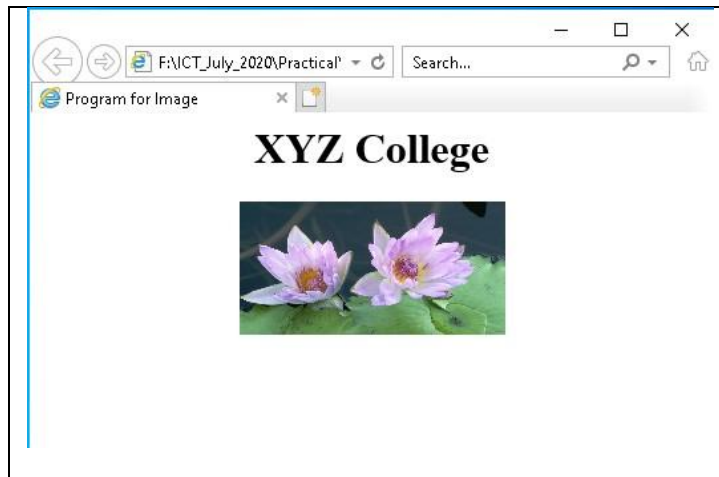 F:\ICT_July_2020\Practical\
Search...
Program for Image
XYZ College